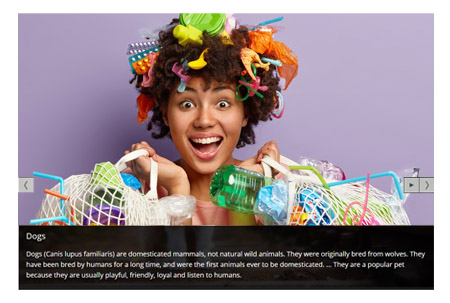 Dogs
Dogs (Canis lupus familiaris) are domesticated mammals, not natural wild animals. They were originally bred from wolves. They
have been bred by humans for a long time, and were the first animals ever to be domesticated. ... They are a popular pet
because they are usually playful, friendly, loyal and listen to humans.